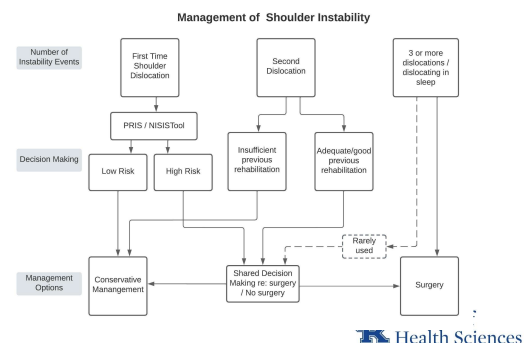 Management of Shoulder Instability
Number of
Instability Events
First Time
Shoulder
Dislocation
Second
Dislocation
3 or more
dislocations /
dislocating in
sleep
PRIS / NISISTool
Decision Making
Low Risk
High Risk
Insufficient
previous
rehabilitation
Adequate/good
previous
rehabilitation
Rarely
used
Management
Options
Conservative
Manangement
Shared Decision
Making re: surgery
/ No surgery
Surgery
Health Sciences